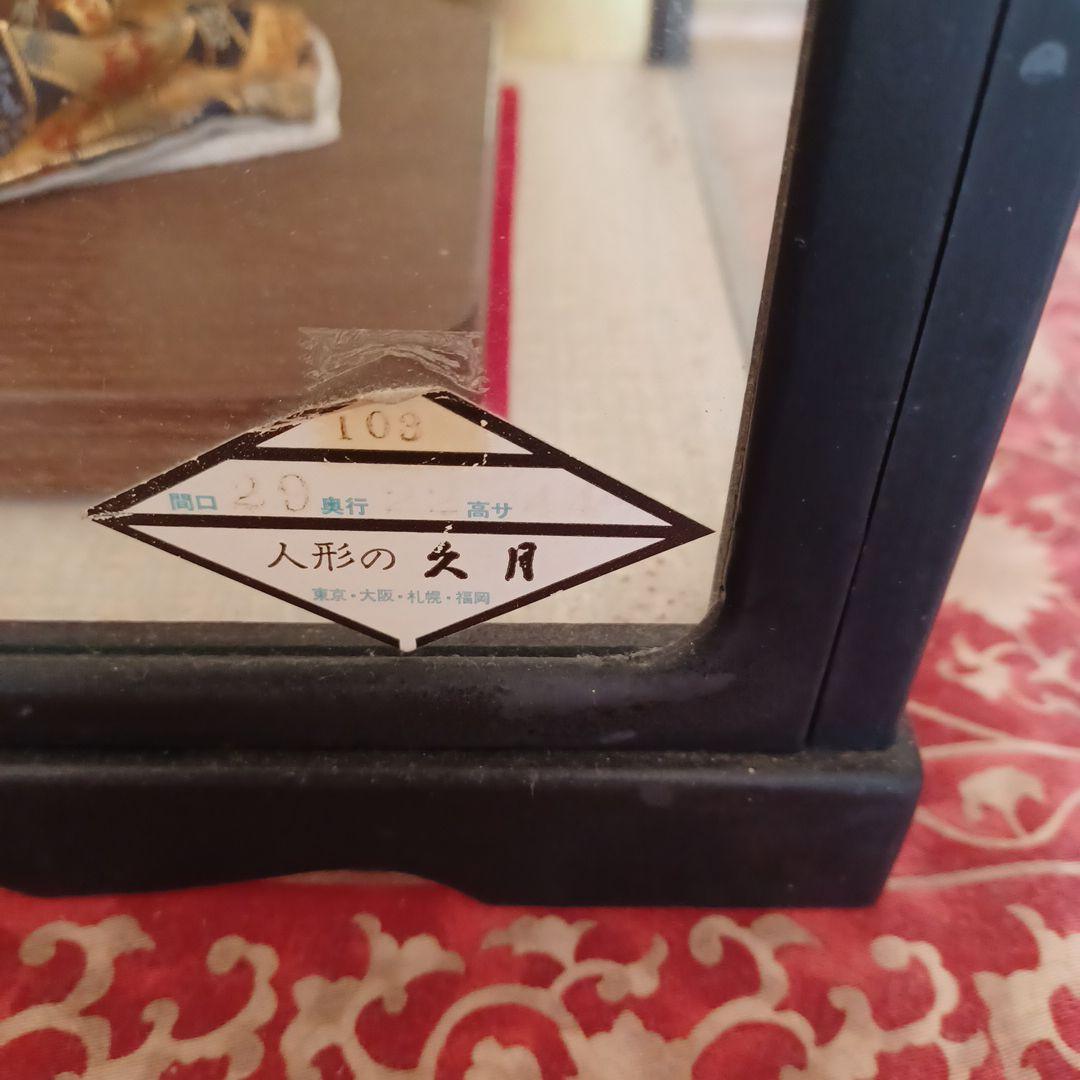 103
間口 29 奥行 高サ
人形の 久月
東京・大阪・札幌・福岡